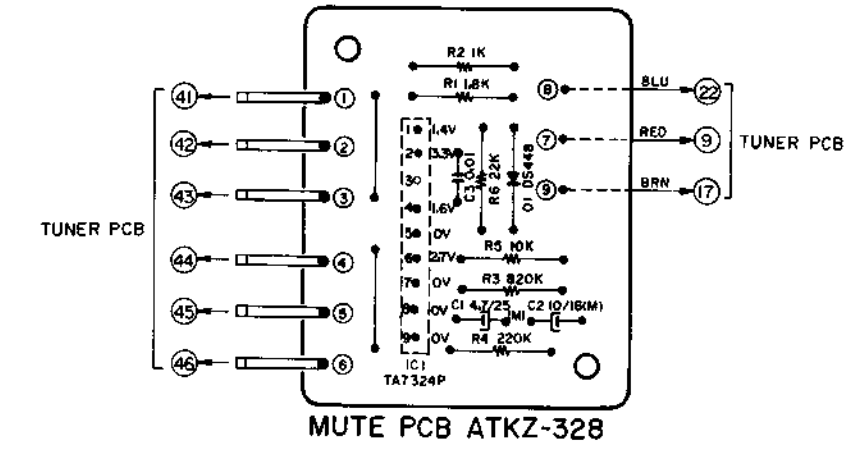 R2 1K
R1 1.8K
41 1 8 BLU 22
42 2 7 RED 9
43 3 9 BRN 17
44 4
45 5
46 6
TUNER PCB
TUNER PCB
1 1.4V
2 3.3V
3
4 1.6V
5 0V
6 2.7V
7 0V
8 0V
9 0V
C3 0.01
R6 22K
D1 DS448
R5 10K
R3 820K
C1 4.7/25 (M)
C2 10/16(M)
R4 220K
IC1
TA7324P
MUTE PCB ATKZ-328